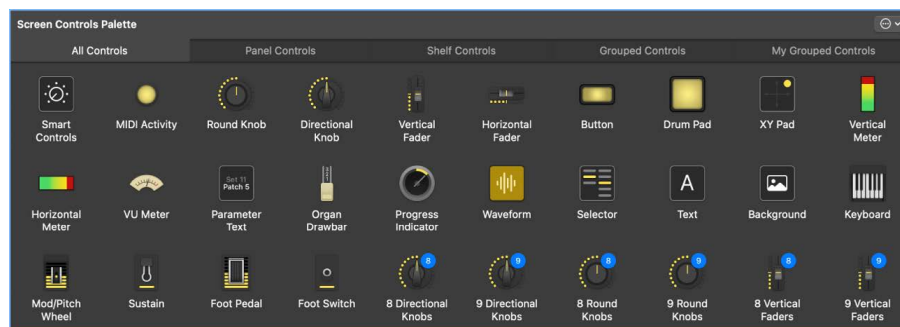 Screen Controls Palette
All Controls
Panel Controls
Shelf Controls
Grouped Controls
My Grouped Controls
Smart
Controls
MIDI Activity
Round Knob
Directional
Knob
Vertical
Fader
Horizontal
Fader
Button
Drum Pad
XY Pad
Vertical
Meter
Horizontal
Meter
VU Meter
Set 11
Patch 5
Parameter
Text
Organ
Drawbar
Progress
Indicator
Waveform
Selector
A
Text
Background
Keyboard
Mod/Pitch
Wheel
Sustain
Foot Pedal
Foot Switch
8
8 Directional
Knobs
9
9 Directional
Knobs
8
8 Round
Knobs
9
9 Round
Knobs
8
8 Vertical
Faders
9
9 Vertical
Faders